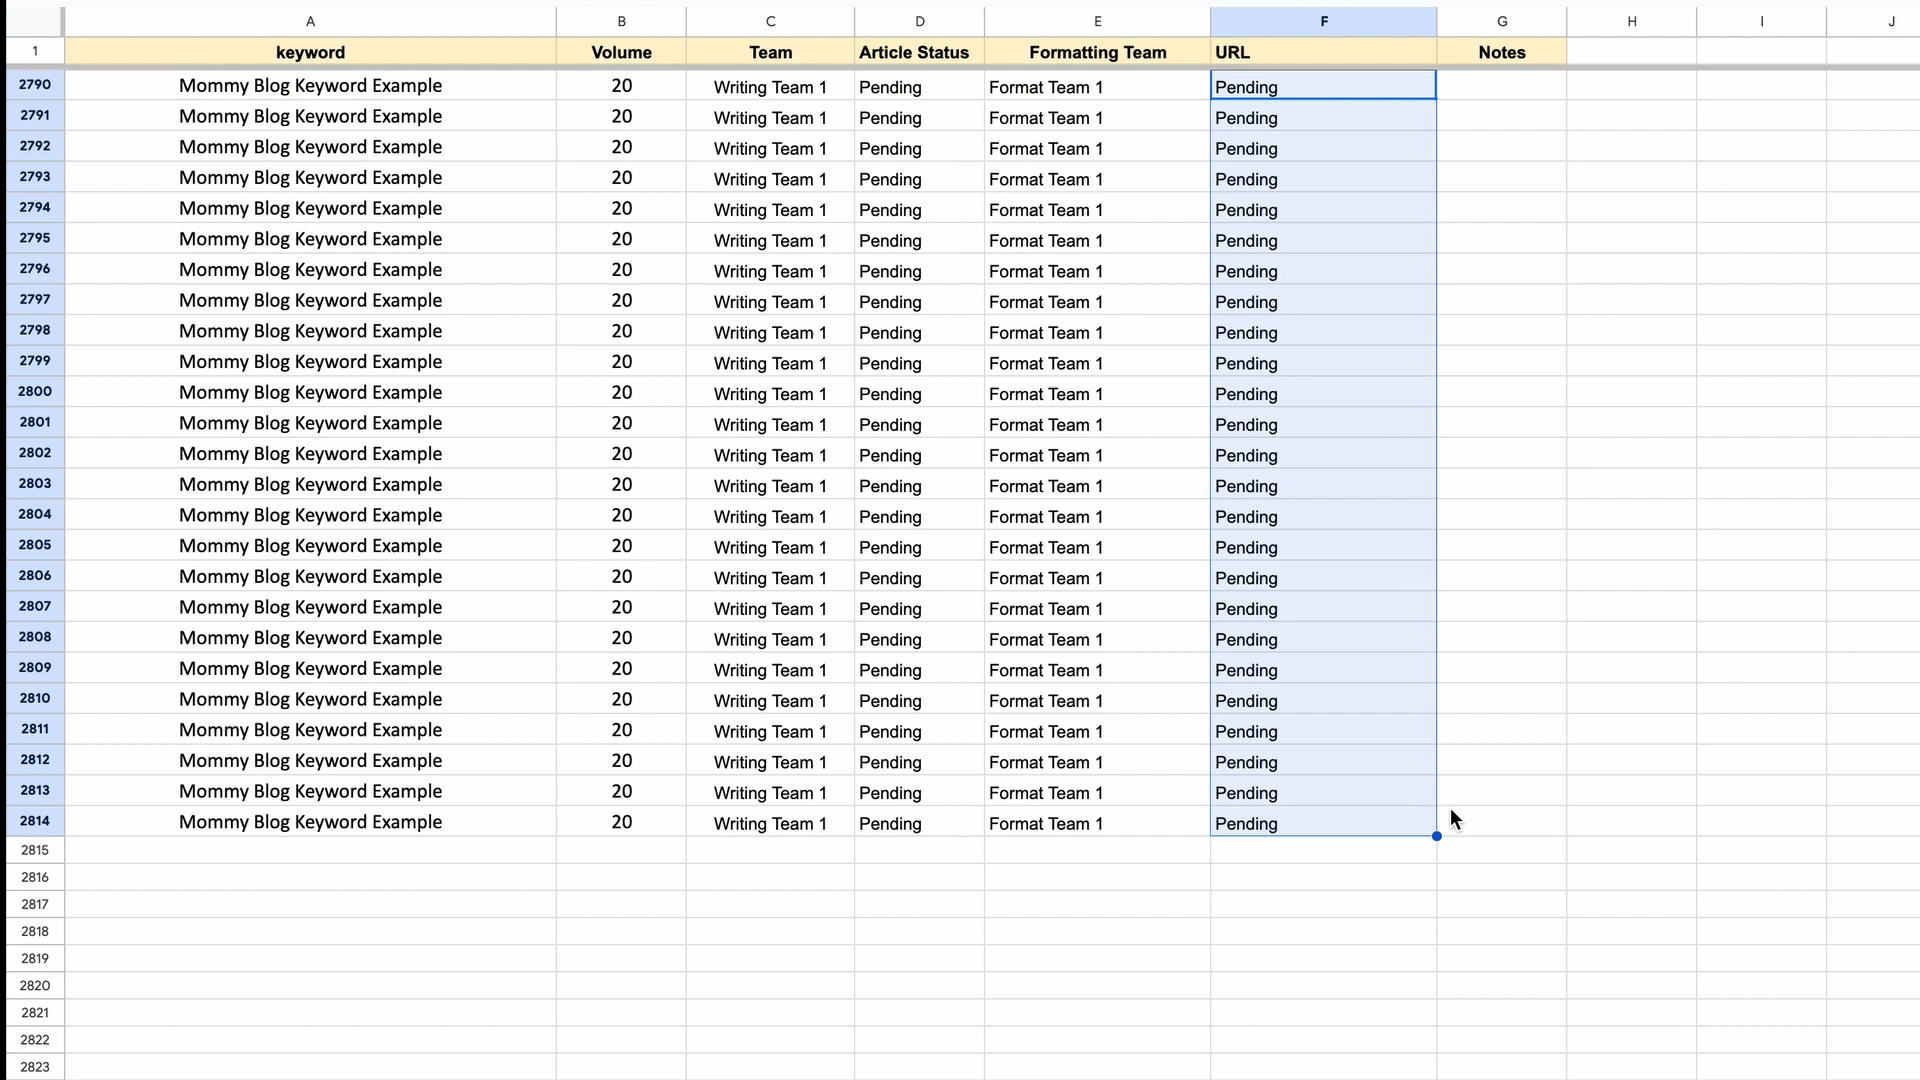 A B C D E F G H I J
1 keyword Volume Team Article Status Formatting Team URL Notes
2790 Mommy Blog Keyword Example 20 Writing Team 1 Pending Format Team 1 Pending
2791 Mommy Blog Keyword Example 20 Writing Team 1 Pending Format Team 1 Pending
2792 Mommy Blog Keyword Example 20 Writing Team 1 Pending Format Team 1 Pending
2793 Mommy Blog Keyword Example 20 Writing Team 1 Pending Format Team 1 Pending
2794 Mommy Blog Keyword Example 20 Writing Team 1 Pending Format Team 1 Pending
2795 Mommy Blog Keyword Example 20 Writing Team 1 Pending Format Team 1 Pending
2796 Mommy Blog Keyword Example 20 Writing Team 1 Pending Format Team 1 Pending
2797 Mommy Blog Keyword Example 20 Writing Team 1 Pending Format Team 1 Pending
2798 Mommy Blog Keyword Example 20 Writing Team 1 Pending Format Team 1 Pending
2799 Mommy Blog Keyword Example 20 Writing Team 1 Pending Format Team 1 Pending
2800 Mommy Blog Keyword Example 20 Writing Team 1 Pending Format Team 1 Pending
2801 Mommy Blog Keyword Example 20 Writing Team 1 Pending Format Team 1 Pending
2802 Mommy Blog Keyword Example 20 Writing Team 1 Pending Format Team 1 Pending
2803 Mommy Blog Keyword Example 20 Writing Team 1 Pending Format Team 1 Pending
2804 Mommy Blog Keyword Example 20 Writing Team 1 Pending Format Team 1 Pending
2805 Mommy Blog Keyword Example 20 Writing Team 1 Pending Format Team 1 Pending
2806 Mommy Blog Keyword Example 20 Writing Team 1 Pending Format Team 1 Pending
2807 Mommy Blog Keyword Example 20 Writing Team 1 Pending Format Team 1 Pending
2808 Mommy Blog Keyword Example 20 Writing Team 1 Pending Format Team 1 Pending
2809 Mommy Blog Keyword Example 20 Writing Team 1 Pending Format Team 1 Pending
2810 Mommy Blog Keyword Example 20 Writing Team 1 Pending Format Team 1 Pending
2811 Mommy Blog Keyword Example 20 Writing Team 1 Pending Format Team 1 Pending
2812 Mommy Blog Keyword Example 20 Writing Team 1 Pending Format Team 1 Pending
2813 Mommy Blog Keyword Example 20 Writing Team 1 Pending Format Team 1 Pending
2814 Mommy Blog Keyword Example 20 Writing Team 1 Pending Format Team 1 Pending
2815
2816
2817
2818
2819
2820
2821
2822
2823